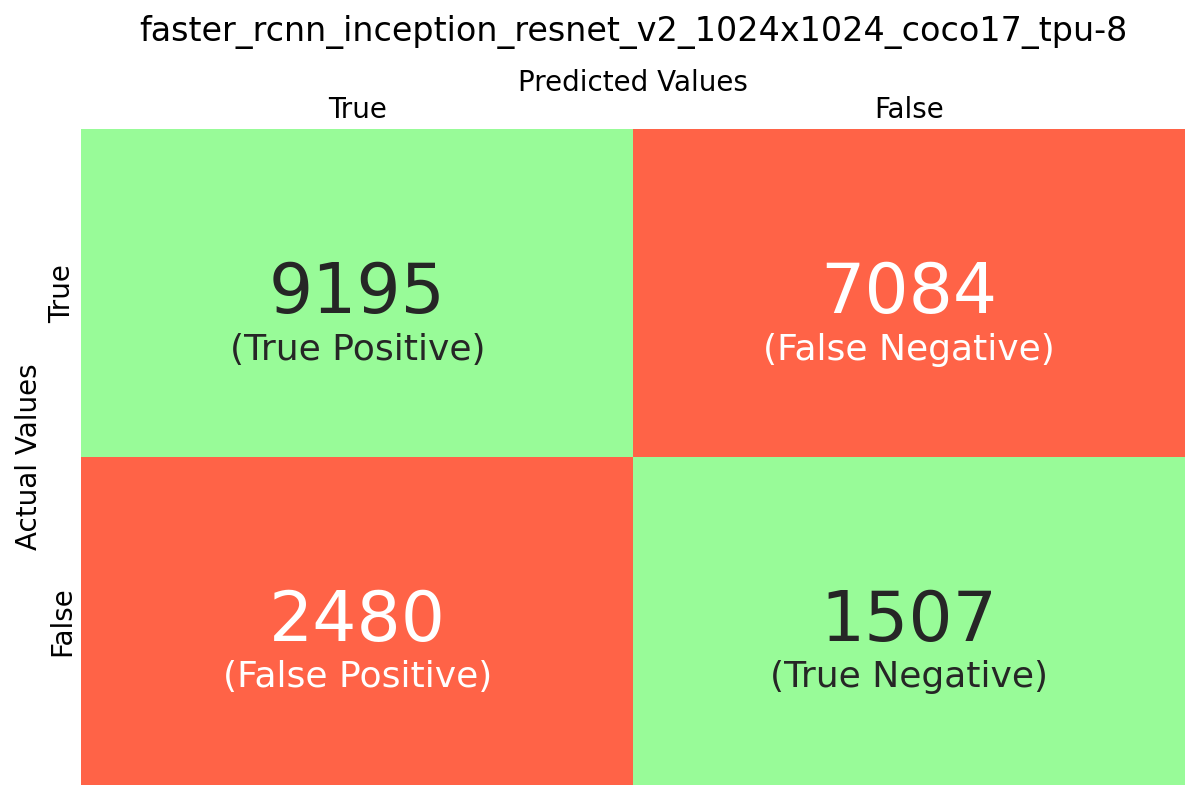 faster_rcnn_inception_resnet_v2_1024x1024_coco17_tpu-8
Predicted Values
True
False
Actual Values
True
9195
(True Positive)
7084
(False Negative)
False
2480
(False Positive)
1507
(True Negative)